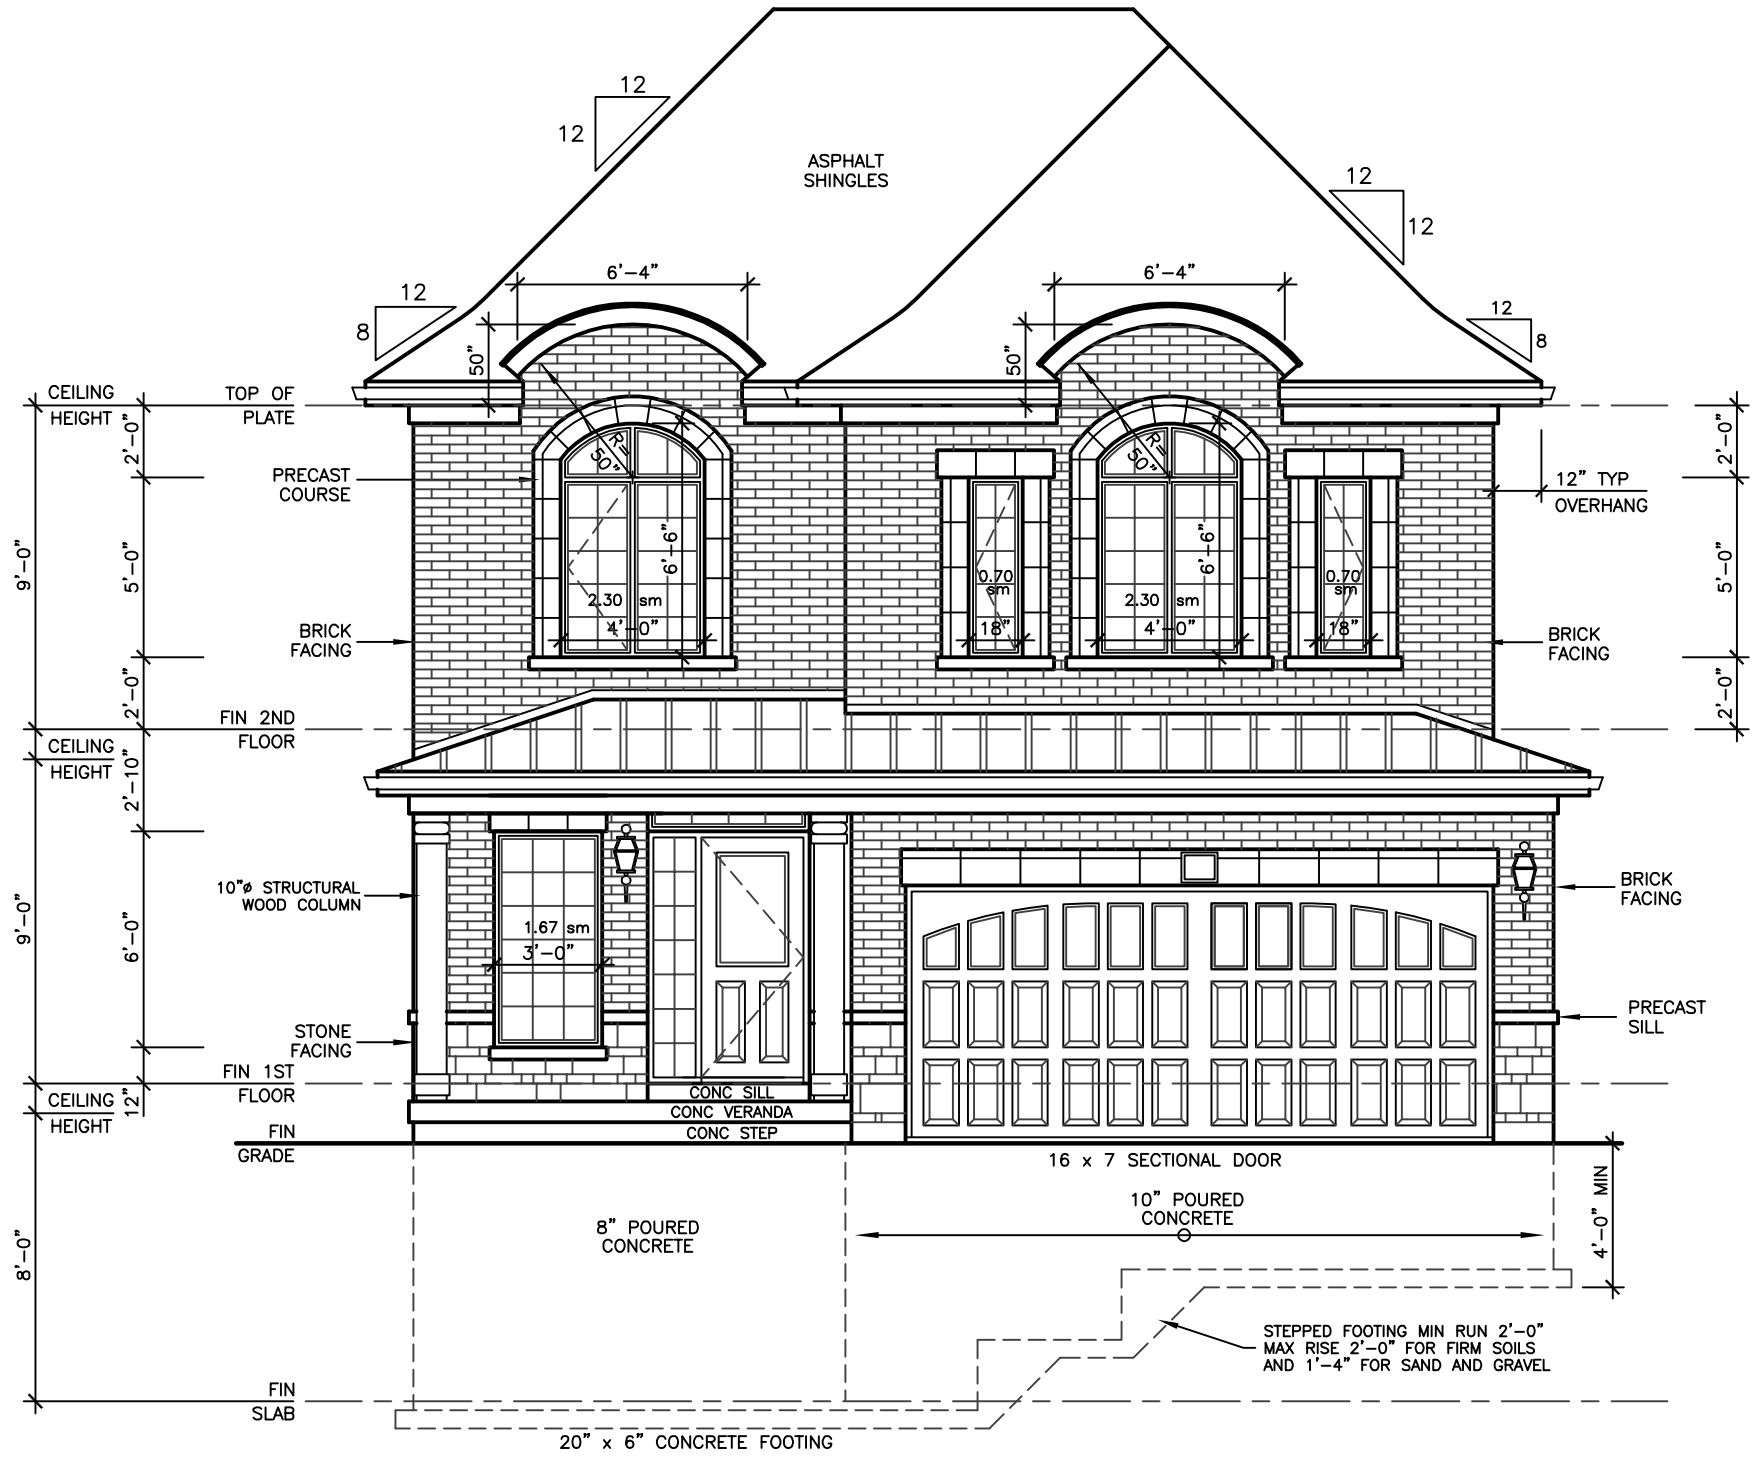 12
12
ASPHALT
SHINGLES
12
12
6'-4"
6'-4"
12
8
12
8
50"
50"
CEILING
HEIGHT
TOP OF
PLATE
2'-0"
2'-0"
R=
50"
R=
50"
PRECAST
COURSE
12" TYP
OVERHANG
9'-0"
5'-0"
6'-6"
6'-6"
5'-0"
0.70
sm
0.70
sm
2.30 sm
2.30 sm
4'-0"
18"
4'-0"
18"
BRICK
FACING
BRICK
FACING
2'-0"
2'-0"
FIN 2ND
FLOOR
CEILING
HEIGHT
2'-10"
10"ø STRUCTURAL
WOOD COLUMN
BRICK
FACING
9'-0"
6'-0"
1.67 sm
3'-0"
PRECAST
SILL
STONE
FACING
FIN 1ST
FLOOR
CEILING
HEIGHT
12"
CONC SILL
CONC VERANDA
CONC STEP
FIN
GRADE
16 x 7 SECTIONAL DOOR
10" POURED
CONCRETE
8" POURED
CONCRETE
4'-0" MIN
8'-0"
STEPPED FOOTING MIN RUN 2'-0"
MAX RISE 2'-0" FOR FIRM SOILS
AND 1'-4" FOR SAND AND GRAVEL
FIN
SLAB
20" x 6" CONCRETE FOOTING